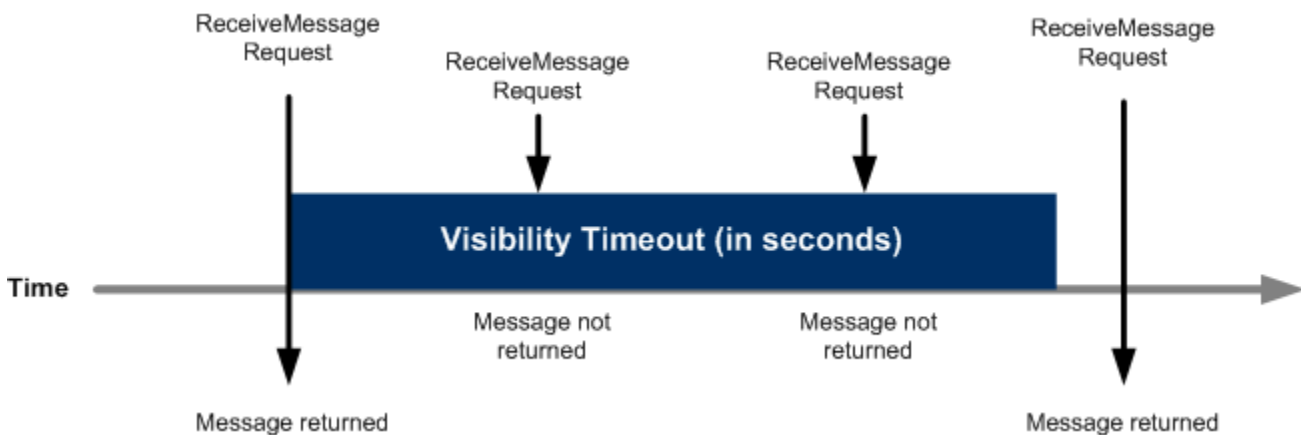 ReceiveMessage
Request
ReceiveMessage
Request
ReceiveMessage
Request
ReceiveMessage
Request
Visibility Timeout (in seconds)
Time
Message not
returned
Message not
returned
Message returned
Message returned